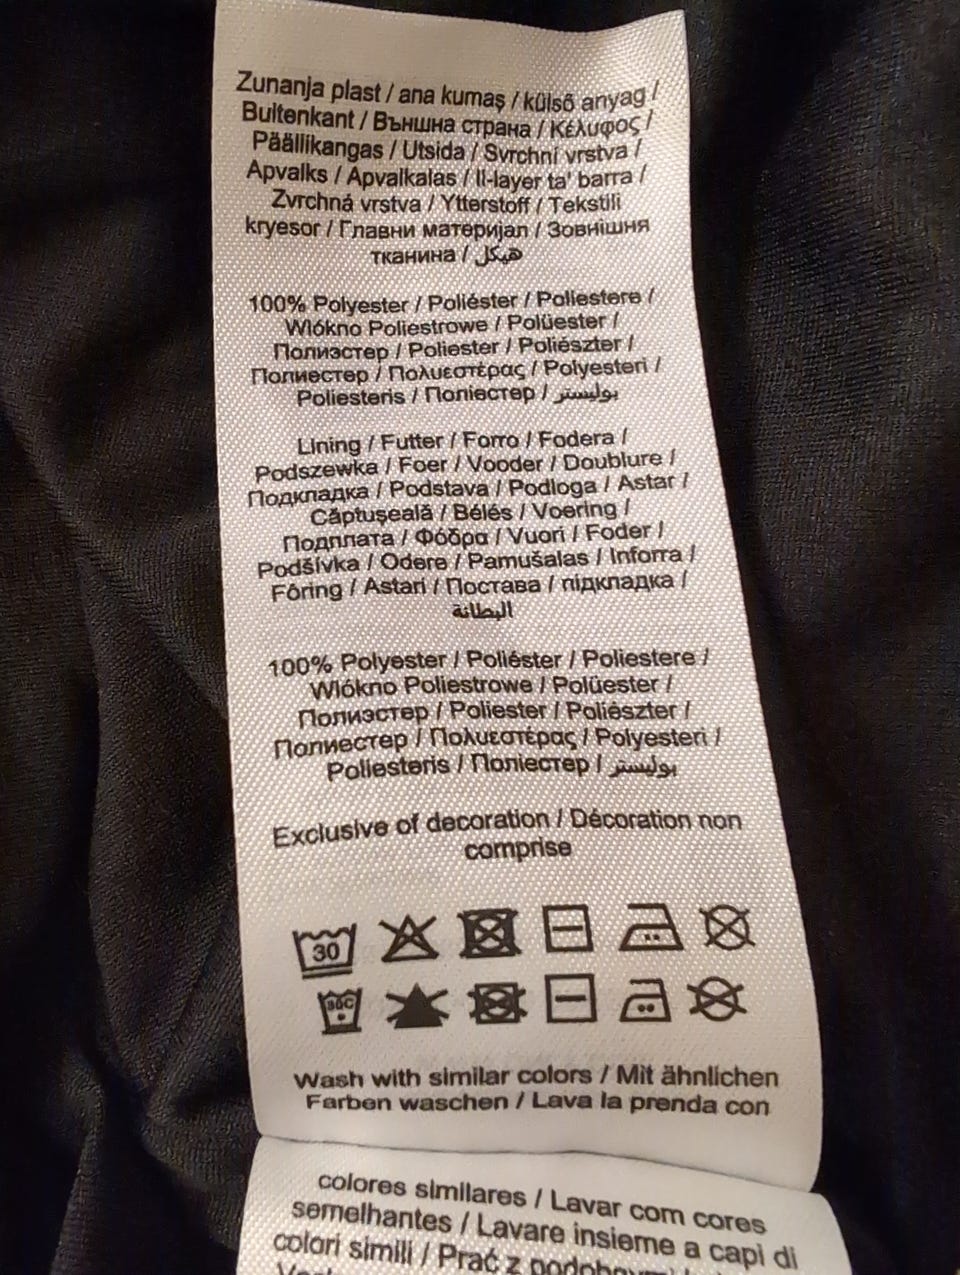 Zunanja plast / ana kumaş / külső anyag /
Buitenkant / Външна страна / Κέλυφος /
Päällikangas / Utsida / Svrchní vrstva /
Apvalks / Apvalkalas / Il-layer ta' barra /
Zvrchná vrstva / Ytterstoff / Tekstili
kryesor / Главни материјал / Зовнішня
тканина / هيكل
100% Polyester / Poliéster / Poliestere /
Włókno Poliestrowe / Polüester /
Полиэстер / Poliester / Poliészter /
Полиестер / Πολυεστέρας / Polyesteri /
Poliesteris / Поліестер / بوليستر
Lining / Futter / Forro / Fodera /
Podszewka / Foer / Vooder / Doublure /
Подкладка / Podstava / Podloga / Astar /
Căptușeală / Bélés / Voering /
Подплата / Φόδρα / Vuori / Foder /
Podšívka / Odere / Pamušalas / Inforra /
Fôring / Astari / Постава / підкладка /
البطانة
100% Polyester / Poliéster / Poliestere /
Włókno Poliestrowe / Polüester /
Полиэстер / Poliester / Poliészter /
Полиестер / Πολυεστέρας / Polyesteri /
Poliesteris / Поліестер / بوليستر
Exclusive of decoration / Décoration non
comprise
30
30C
Wash with similar colors / Mit ähnlichen
Farben waschen / Lava la prenda con
colores similares / Lavar com cores
semelhantes / Lavare insieme a capi di
colori simili / Prać z podobnymi